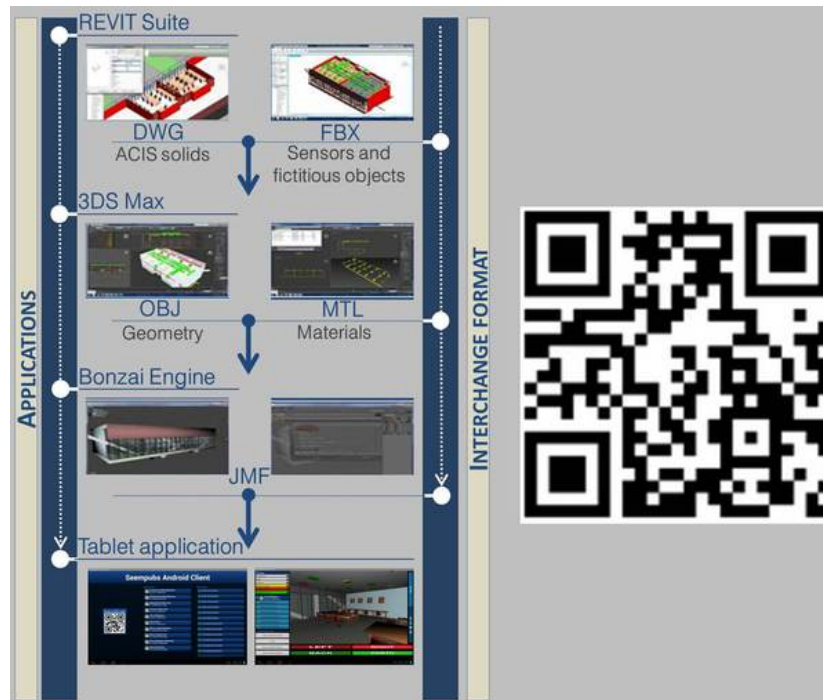 REVIT Suite
DWG
ACIS solids
FBX
Sensors and
fictitious objects
3DS Max
OBJ
Geometry
MTL
Materials
Bonzai Engine
JMF
Tablet application
Seempubs Android Client
LEFT
APPLICATIONS
INTERCHANGE FORMAT